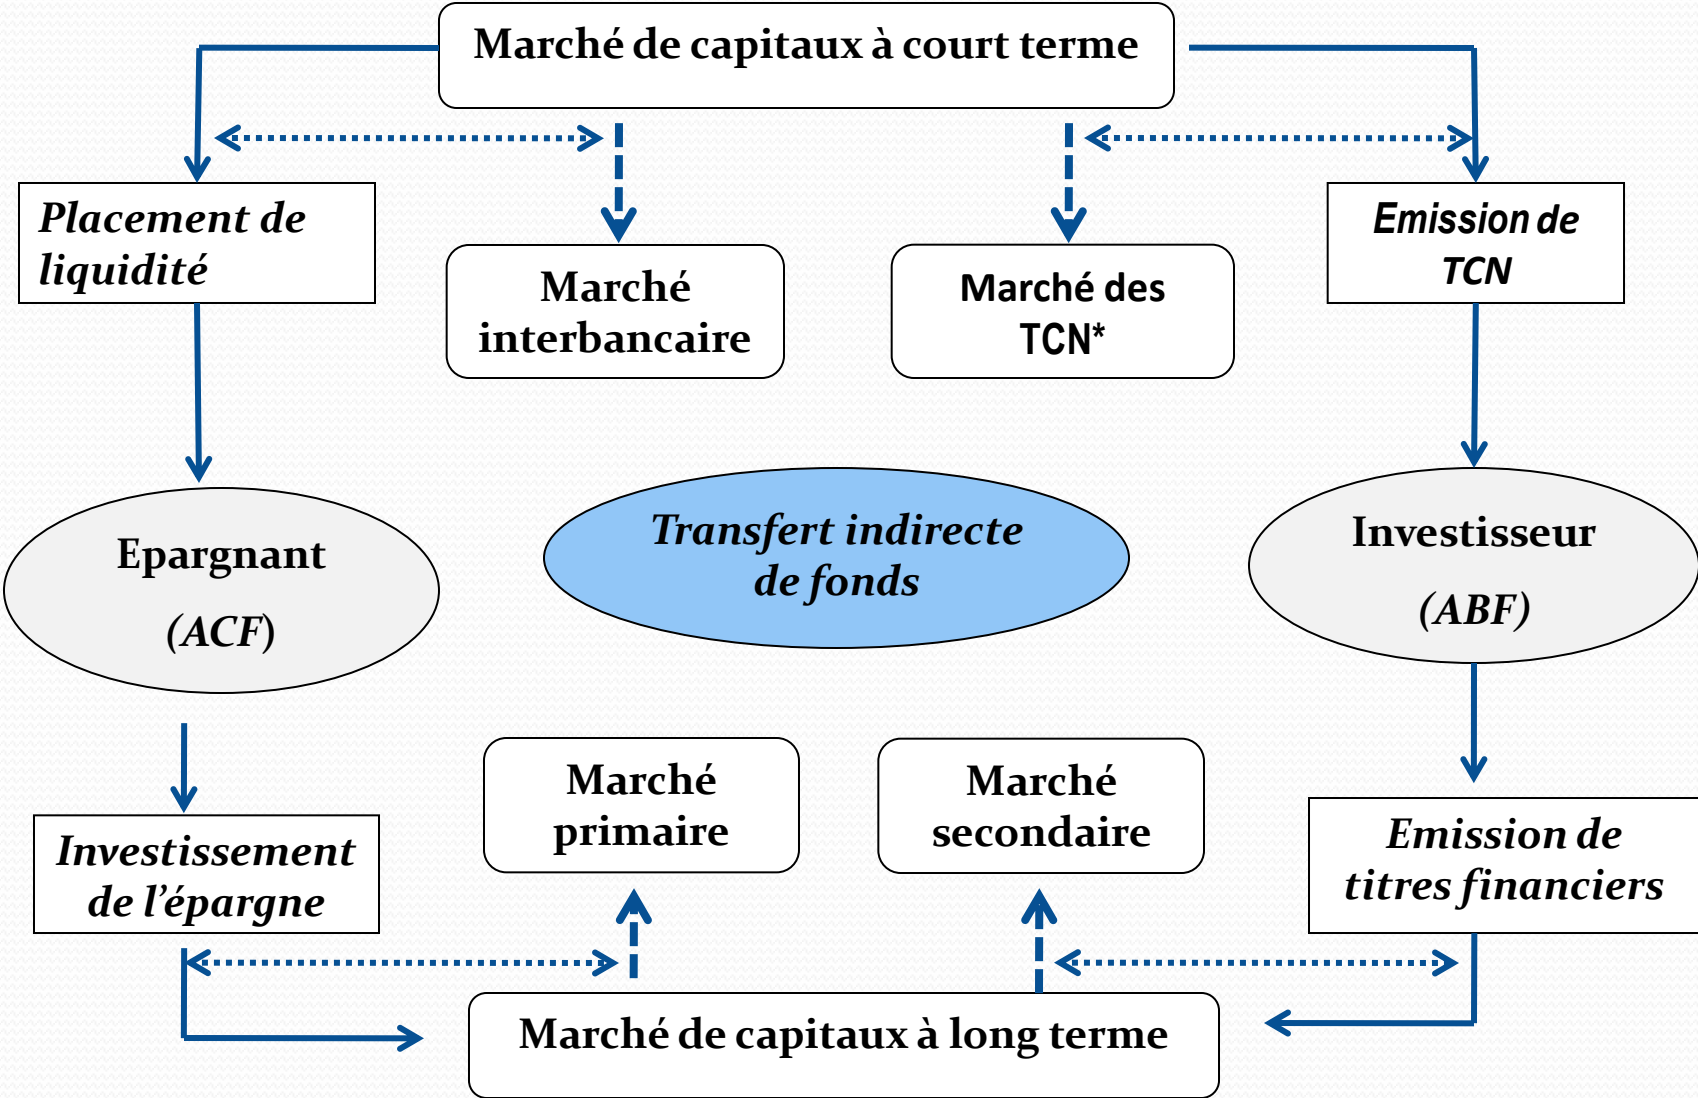 Marché de capitaux à court terme
Placement de
liquidité
Marché
interbancaire
Marché des
TCN*
Emission de
TCN
Epargnant
(ACF)
Transfert indirecte
de fonds
Investisseur
(ABF)
Investissement
de l’épargne
Marché
primaire
Marché
secondaire
Emission de
titres financiers
Marché de capitaux à long terme